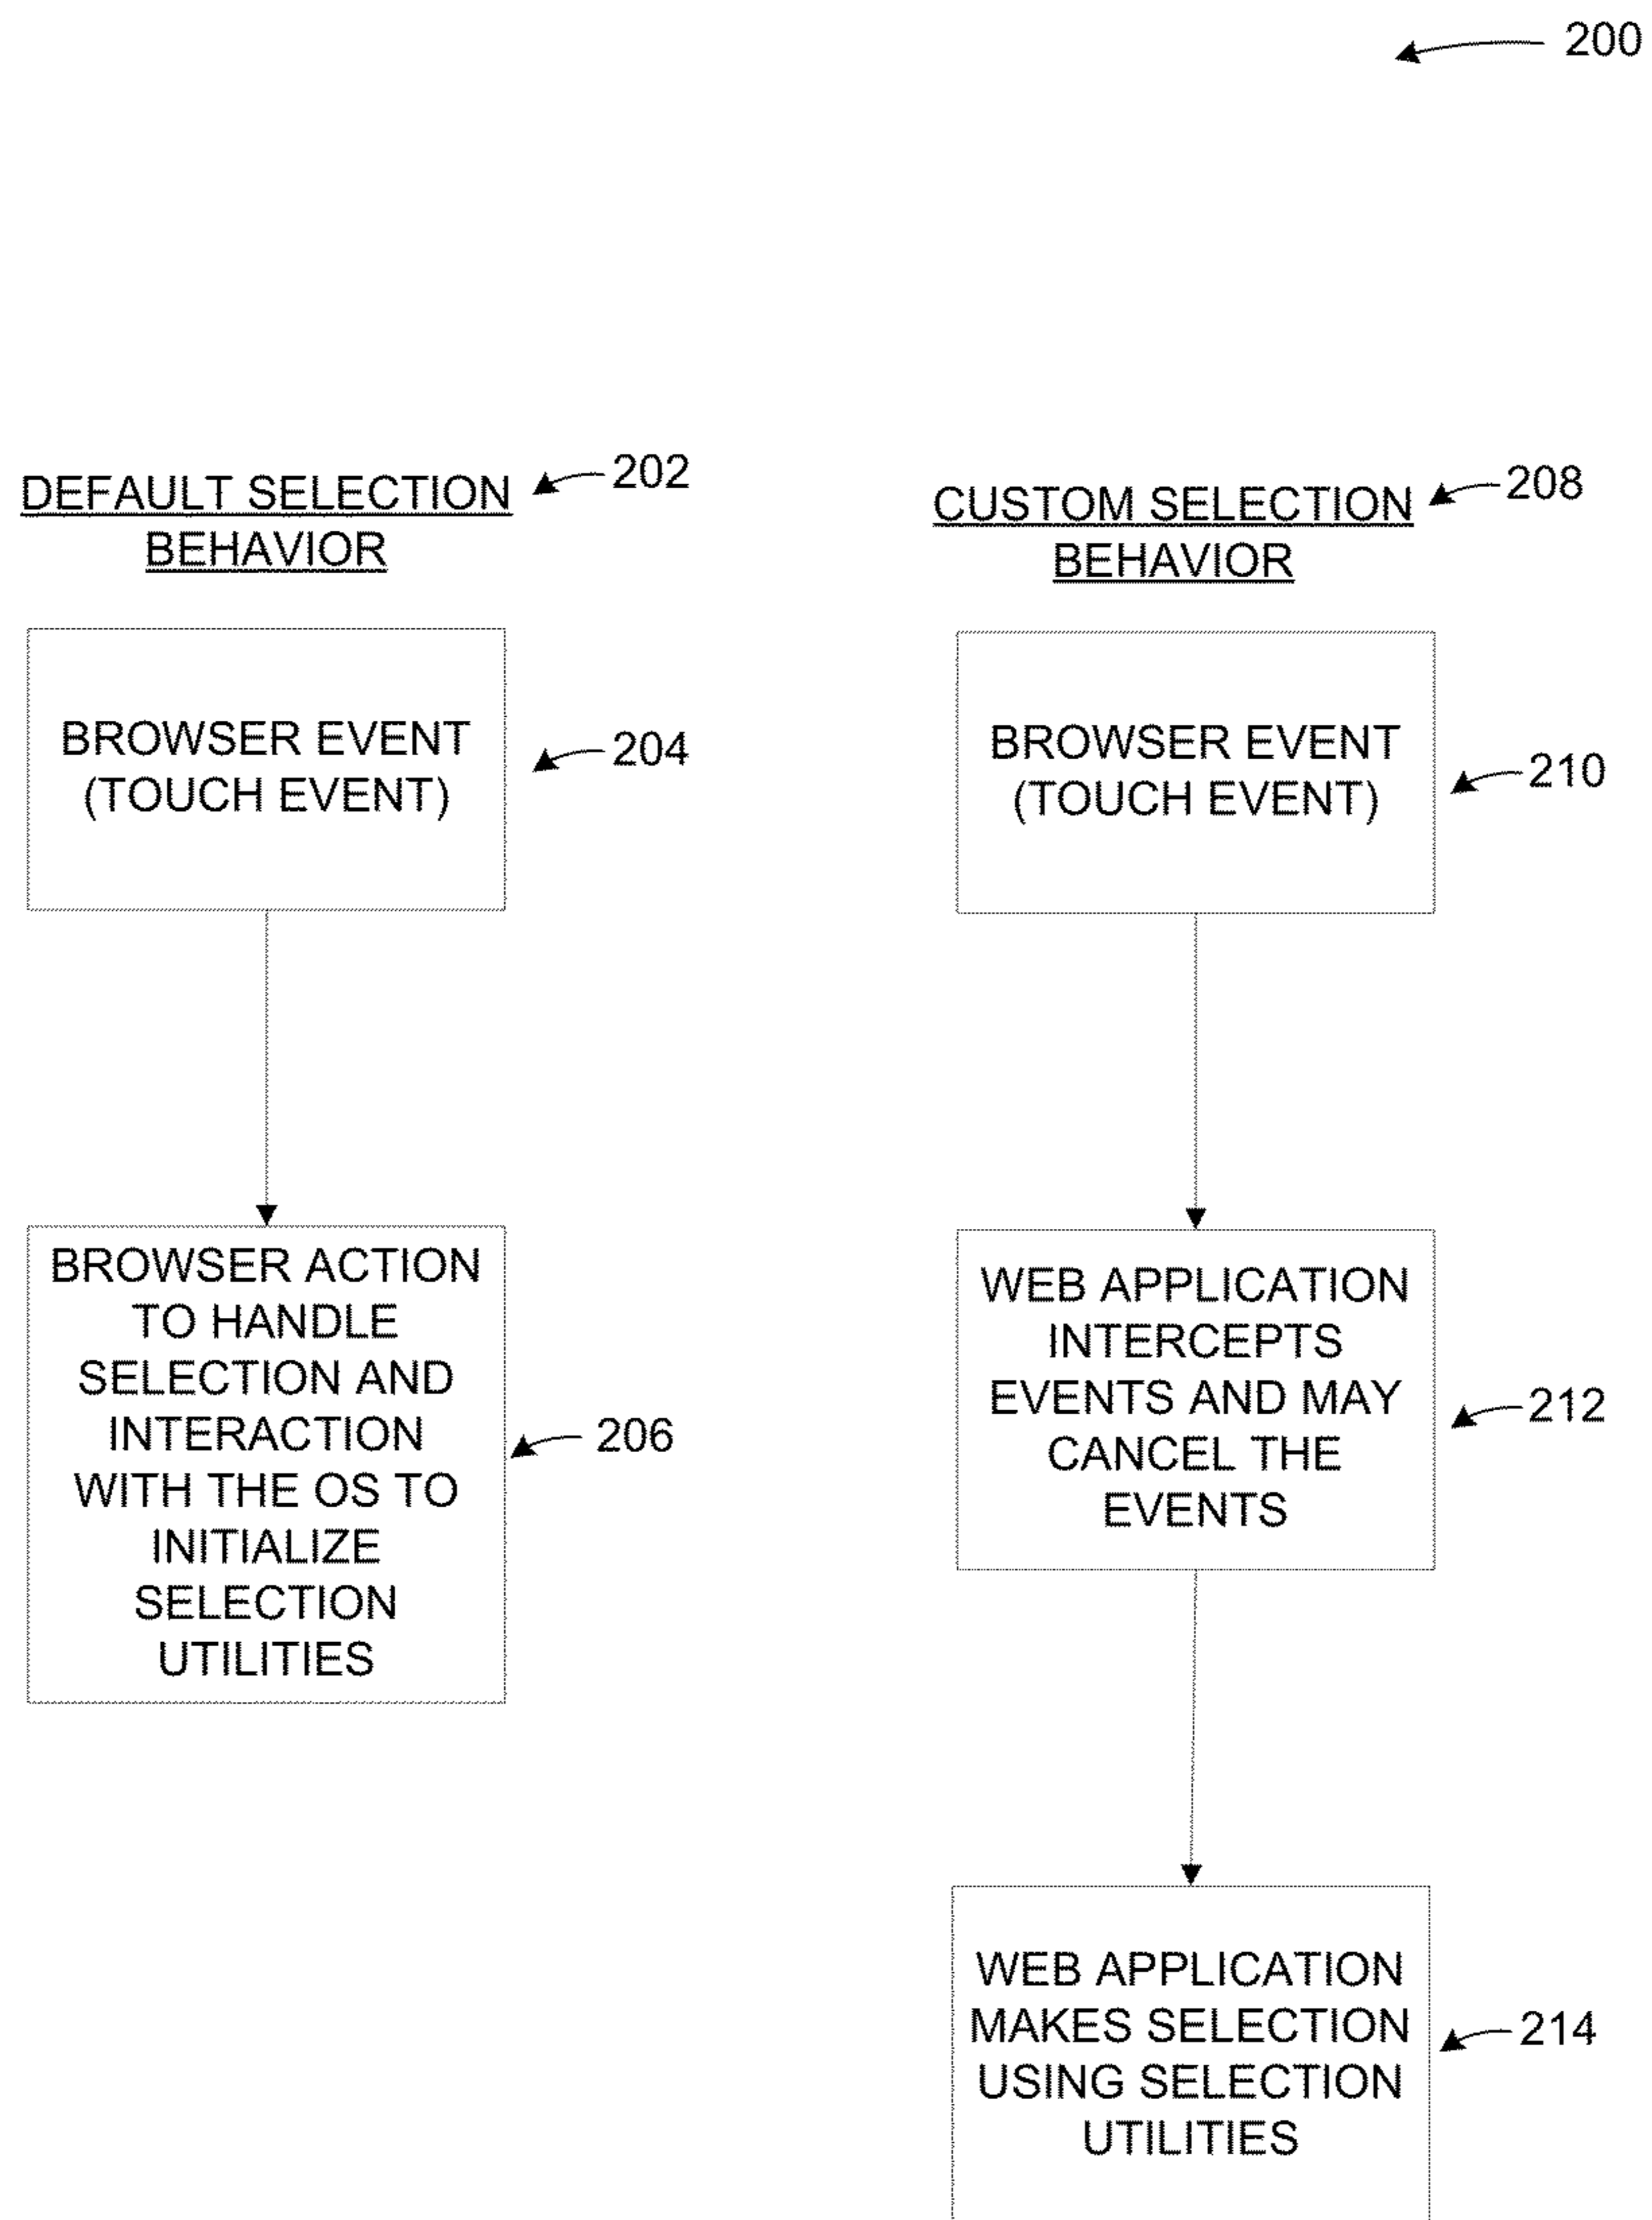 200
DEFAULT SELECTION
BEHAVIOR
202
BROWSER EVENT
(TOUCH EVENT)
204
BROWSER ACTION
TO HANDLE
SELECTION AND
INTERACTION
WITH THE OS TO
INITIALIZE
SELECTION
UTILITIES
206
CUSTOM SELECTION
BEHAVIOR
208
BROWSER EVENT
(TOUCH EVENT)
210
WEB APPLICATION
INTERCEPTS
EVENTS AND MAY
CANCEL THE
EVENTS
212
WEB APPLICATION
MAKES SELECTION
USING SELECTION
UTILITIES
214